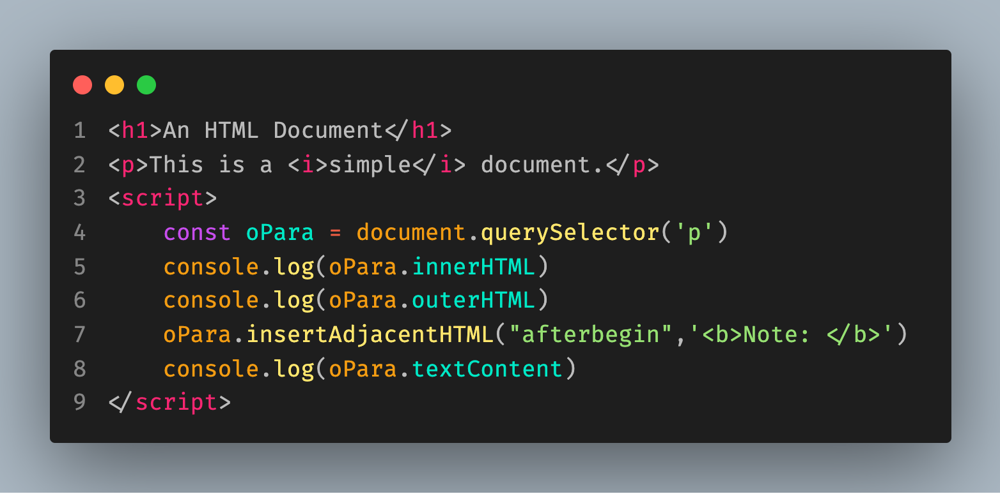 1 <h1>An HTML Document</h1>
2 <p>This is a <i>simple</i> document.</p>
3 <script>
4     const oPara = document.querySelector('p')
5     console.log(oPara.innerHTML)
6     console.log(oPara.outerHTML)
7     oPara.insertAdjacentHTML("afterbegin",'<b>Note: </b>')
8     console.log(oPara.textContent)
9 </script>